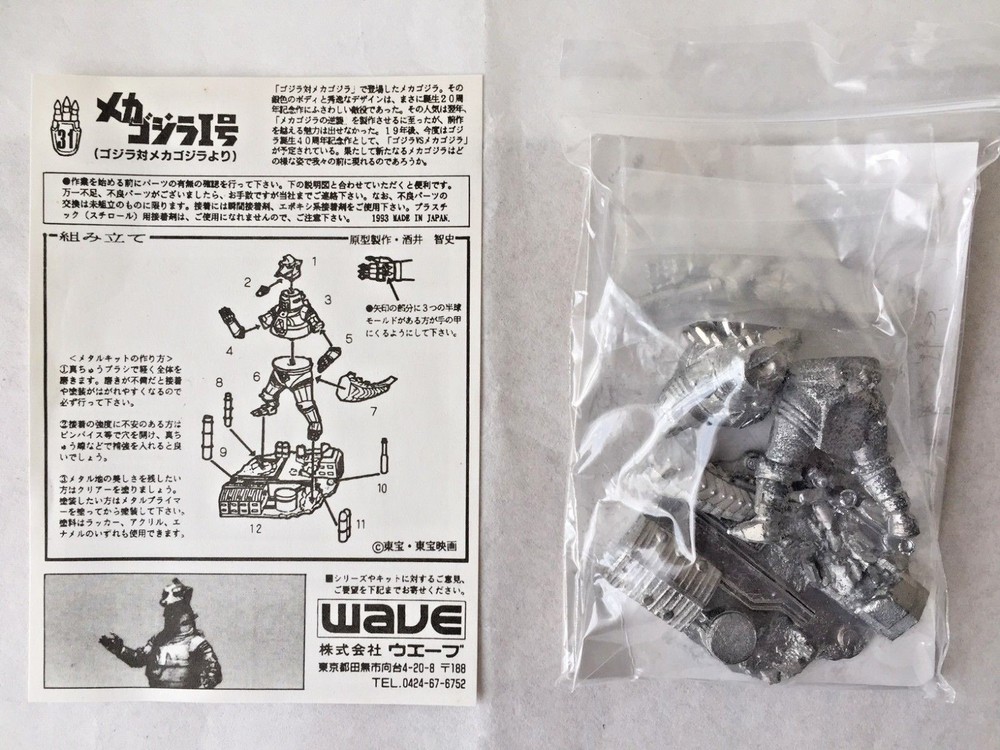 31
メカ
ゴジラI号
(ゴジラ対メカゴジラより)
「ゴジラ対メカゴジラ」で登場したメカゴジラ。その
銀色のボディと秀逸なデザインは、まさに誕生20周
年記念作にふさわしい敵役であった。その人気は翌年、
「メカゴジラの逆襲」を製作させるに至ったが、前作
を越える魅力は出せなかった。19年後、今度はゴジ
ラ誕生40周年記念作として、「ゴジラVSメカゴジラ」
が予定されている。果たして新たなメカゴジラはど
の様な姿で我々の前に現れるのであろうか。
●作業を始める前にパーツの有無の確認を行って下さい。下の説明図と合わせていただくと便利です。
万一不足、不良パーツがございましたら、お手数ですが当社までご連絡下さい。なお、不良パーツの
交換は未組立のものに限ります。接着には瞬間接着剤、エポキシ系接着剤をご使用下さい。プラスチ
ック(スチロール)用接着剤は、ご使用になれませんので、ご注意下さい。 1993 MADE IN JAPAN.
組み立て
原型製作・酒井 智史
1
2
3
4
5
6
7
8
9
10
11
12
●矢印の部分に3つの半球
モールドがある方が手の甲
にくるようにして下さい。
<メタルキットの作り方>
①真ちゅうブラシで軽く全体を
磨きます。磨きが不備だと接着
や塗装がはがれやすくなるので
必ず行って下さい。
②接着の強度に不安のある方は
ピンバイス等で穴を開け、真ち
ゅう線などで補強を入れると良
いでしょう。
③メタル地の美しさを残したい
方はクリアーを塗りましょう。
塗装したい方はメタルプライマ
ーを塗ってから塗装して下さい。
塗料はラッカー、アクリル、エ
ナメルのいずれも使用できます。
©東宝・東宝映画
■シリーズやキットに対するご意見、
ご要望を下記までお寄せください。
WAVE
株式会社 ウエーブ
東京都田無市向台4-20-8 〒188
TEL.0424-67-6752